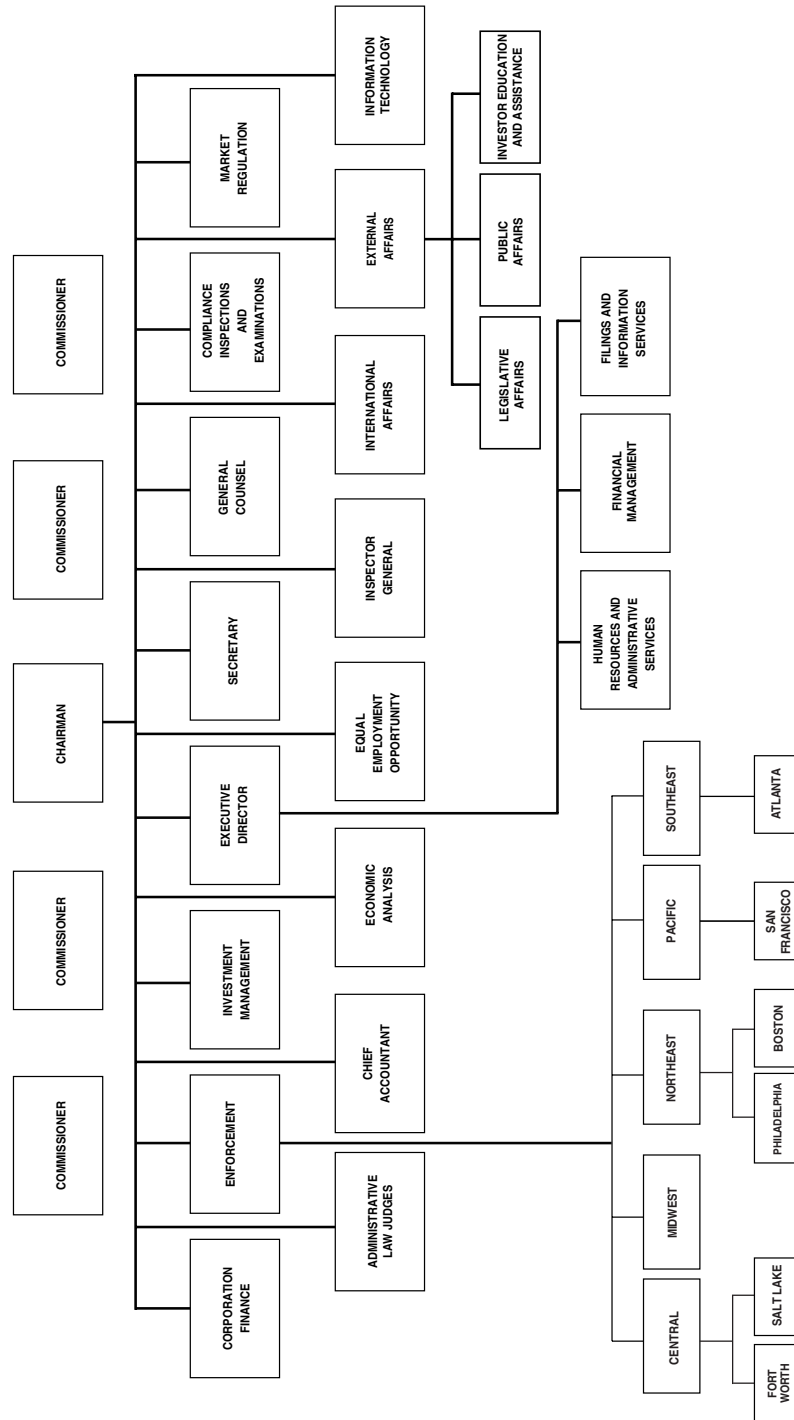 COMMISSIONER
COMMISSIONER
CHAIRMAN
COMMISSIONER
COMMISSIONER
CORPORATION
FINANCE
ENFORCEMENT
INVESTMENT
MANAGEMENT
EXECUTIVE
DIRECTOR
SECRETARY
GENERAL
COUNSEL
COMPLIANCE
INSPECTIONS
AND
EXAMINATIONS
MARKET
REGULATION
ADMINISTRATIVE
LAW JUDGES
CHIEF
ACCOUNTANT
ECONOMIC
ANALYSIS
EQUAL
EMPLOYMENT
OPPORTUNITY
INSPECTOR
GENERAL
INTERNATIONAL
AFFAIRS
EXTERNAL
AFFAIRS
INFORMATION
TECHNOLOGY
LEGISLATIVE
AFFAIRS
PUBLIC
AFFAIRS
INVESTOR EDUCATION
AND ASSISTANCE
HUMAN
RESOURCES AND
ADMINISTRATIVE
SERVICES
FINANCIAL
MANAGEMENT
FILINGS AND
INFORMATION
SERVICES
CENTRAL
MIDWEST
NORTHEAST
PACIFIC
SOUTHEAST
FORT
WORTH
SALT LAKE
PHILADELPHIA
BOSTON
SAN
FRANCISCO
ATLANTA